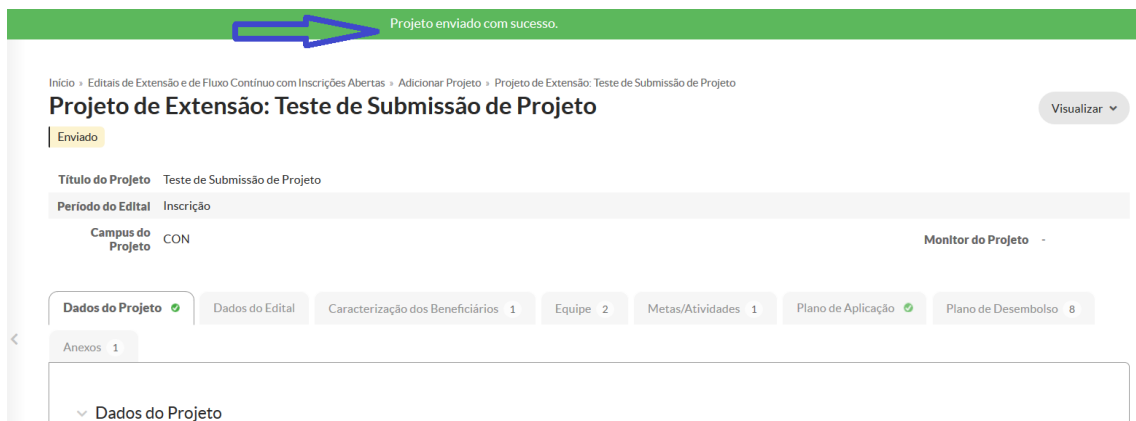 Projeto enviado com sucesso.
Início » Editais de Extensão e de Fluxo Contínuo com Inscrições Abertas » Adicionar Projeto » Projeto de Extensão: Teste de Submissão de Projeto
Projeto de Extensão: Teste de Submissão de Projeto
Visualizar
Enviado
Título do Projeto Teste de Submissão de Projeto
Período do Edital Inscrição
Campus do
Projeto CON
Monitor do Projeto -
Dados do Projeto Dados do Edital Caracterização dos Beneficiários 1 Equipe 2 Metas/Atividades 1 Plano de Aplicação Plano de Desembolso 8
Anexos 1
Dados do Projeto